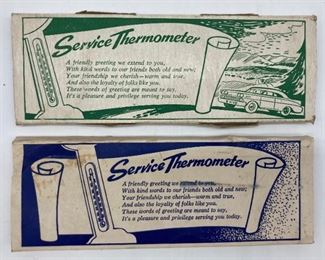 Service Thermometer
A friendly greeting we extend to you,
With kind words to our friends both old and new;
Your friendship we cherish—warm and true,
And also the loyalty of folks like you.
These words of greeting are meant to say,
It's a pleasure and privilege serving you today.
Service Thermometer
A friendly greeting we extend to you,
With kind words to our friends both old and new;
Your friendship we cherish—warm and true,
And also the loyalty of folks like you.
These words of greeting are meant to say,
It's a pleasure and privilege serving you today.